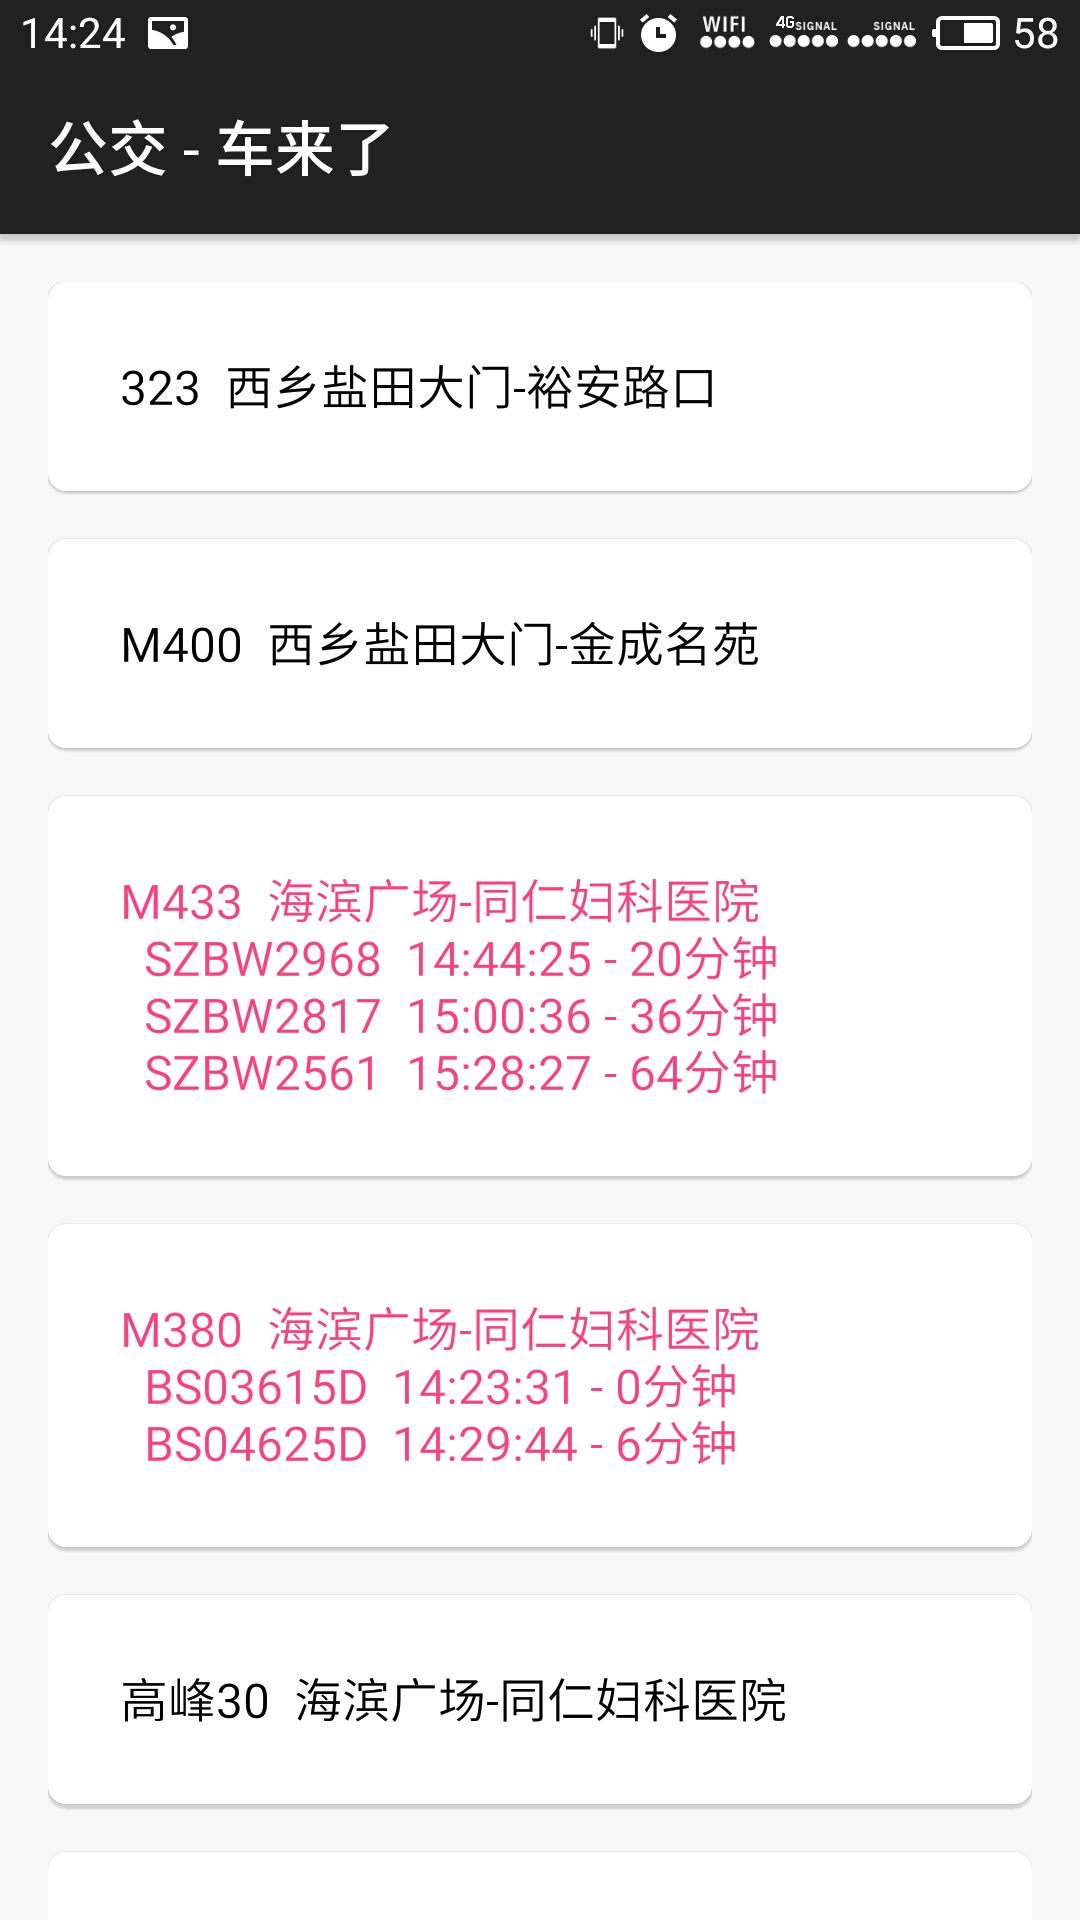 14:24 WIFI 4G SIGNAL SIGNAL 58
公交 - 车来了
323 西乡盐田大门-裕安路口
M400 西乡盐田大门-金成名苑
M433 海滨广场-同仁妇科医院
SZBW2968 14:44:25 - 20分钟
SZBW2817 15:00:36 - 36分钟
SZBW2561 15:28:27 - 64分钟
M380 海滨广场-同仁妇科医院
BS03615D 14:23:31 - 0分钟
BS04625D 14:29:44 - 6分钟
高峰30 海滨广场-同仁妇科医院